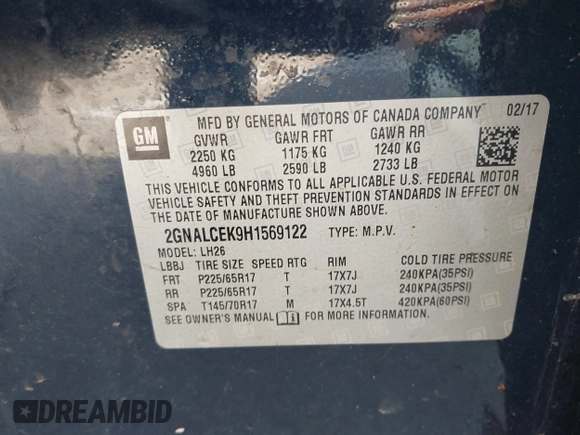 GM
MFD BY GENERAL MOTORS OF CANADA COMPANY 02/17
GVWR GAWR FRT GAWR RR
2250 KG 1175 KG 1240 KG
4960 LB 2590 LB 2733 LB
THIS VEHICLE CONFORMS TO ALL APPLICABLE U.S. FEDERAL MOTOR
VEHICLE SAFETY AND THEFT PREVENTION STANDARDS IN EFFECT ON
THE DATE OF MANUFACTURE SHOWN ABOVE.
2GNALCEK9H1569122 TYPE: M.P.V.
MODEL: LH26
LBBJ TIRE SIZE SPEED RTG RIM COLD TIRE PRESSURE
FRT P225/65R17 T 17X7J 240KPA(35PSI)
RR P225/65R17 T 17X7J 240KPA(35PSI)
SPA T145/70R17 M 17X4.5T 420KPA(60PSI)
SEE OWNER'S MANUAL FOR MORE INFORMATION.
DREAMBID